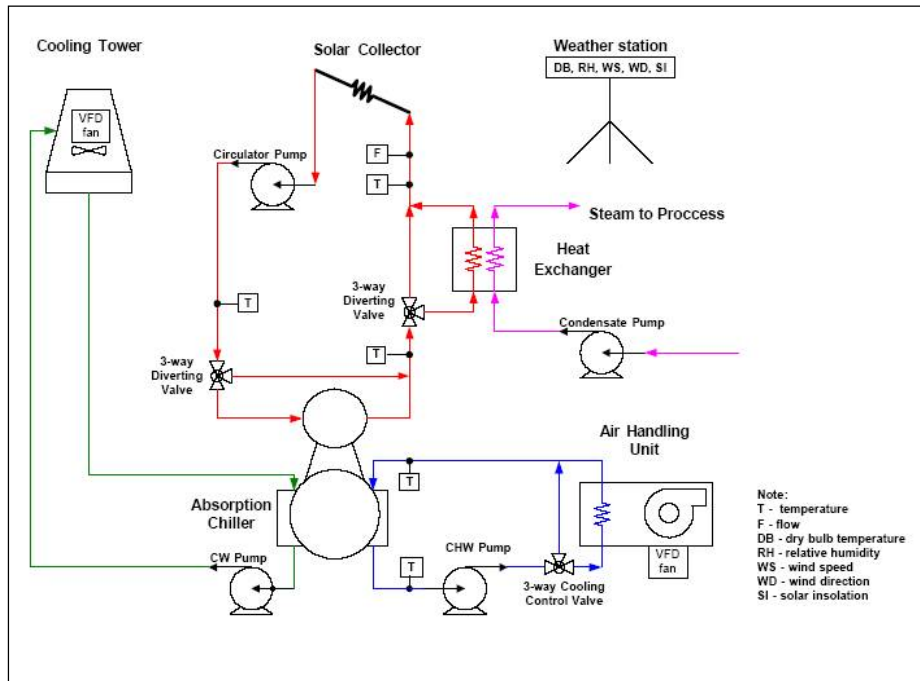 Cooling Tower
Solar Collector
Weather station
DB, RH, WS, WD, SI
VFD
fan
Circulator Pump
F
T
Steam to Proccess
Heat
Exchanger
3-way
Diverting
Valve
T
Condensate Pump
T
3-way
Diverting
Valve
Air Handling
Unit
T
Absorption
Chiller
VFD
fan
CW Pump
T
CHW Pump
3-way Cooling
Control Valve
Note:
T - temperature
F - flow
DB - dry bulb temperature
RH - relative humidity
WS - wind speed
WD - wind direction
SI - solar insolation